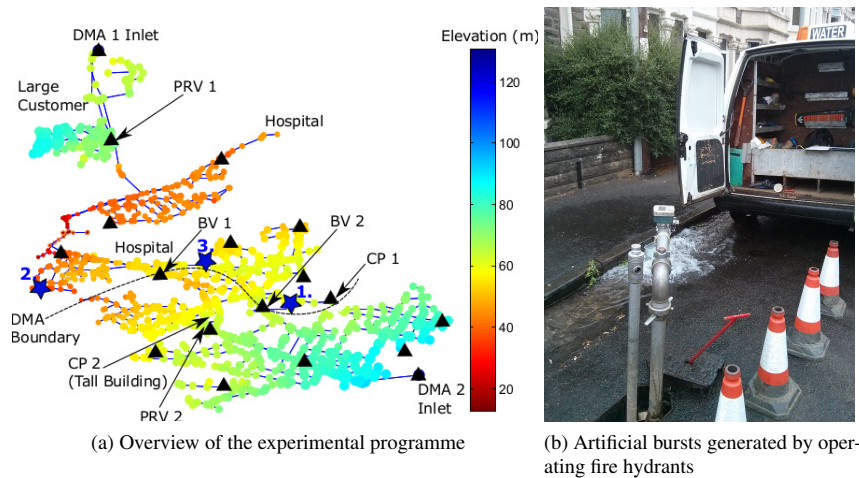 DMA 1 Inlet
Elevation (m)
Large
Customer
PRV 1
Hospital
120
100
80
60
40
20
BV 1
BV 2
Hospital
3.
CP 1
2.
1.
DMA
Boundary
CP 2
(Tall Building)
PRV 2
DMA 2
Inlet
WATER
(a) Overview of the experimental programme
(b) Artificial bursts generated by oper-
ating fire hydrants